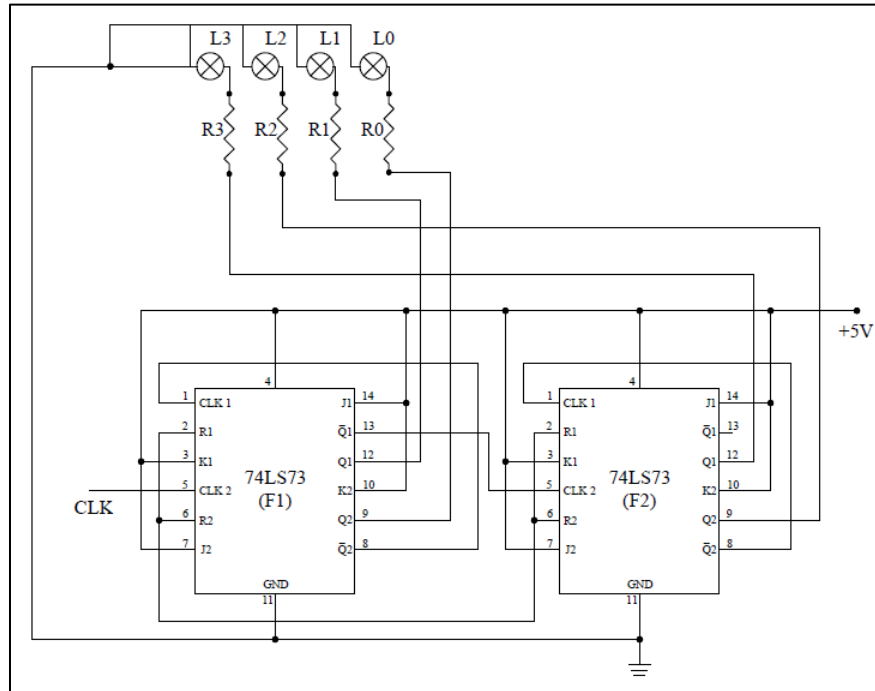 L3 L2 L1 L0
R3 R2 R1 R0
+5V
4 4
1 CLK 1 J1 14 1 CLK 1 J1 14
2 R1 Q̅1 13 2 R1 Q̅1 13
3 K1 Q1 12 3 K1 Q1 12
74LS73 74LS73
5 CLK 2 K2 10 5 CLK 2 K2 10
(F1) (F2)
CLK
6 R2 Q2 9 6 R2 Q2 9
7 J2 Q̅2 8 7 J2 Q̅2 8
GND GND
11 11